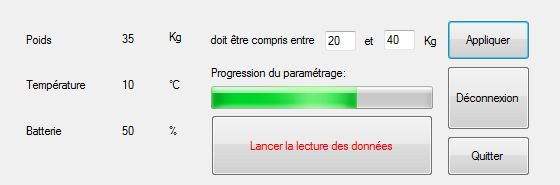 Poids 35 Kg doit être compris entre 20 et 40 Kg Appliquer
Progression du paramétrage:
Température 10 °C Déconnexion
Batterie 50 % Lancer la lecture des données
Quitter